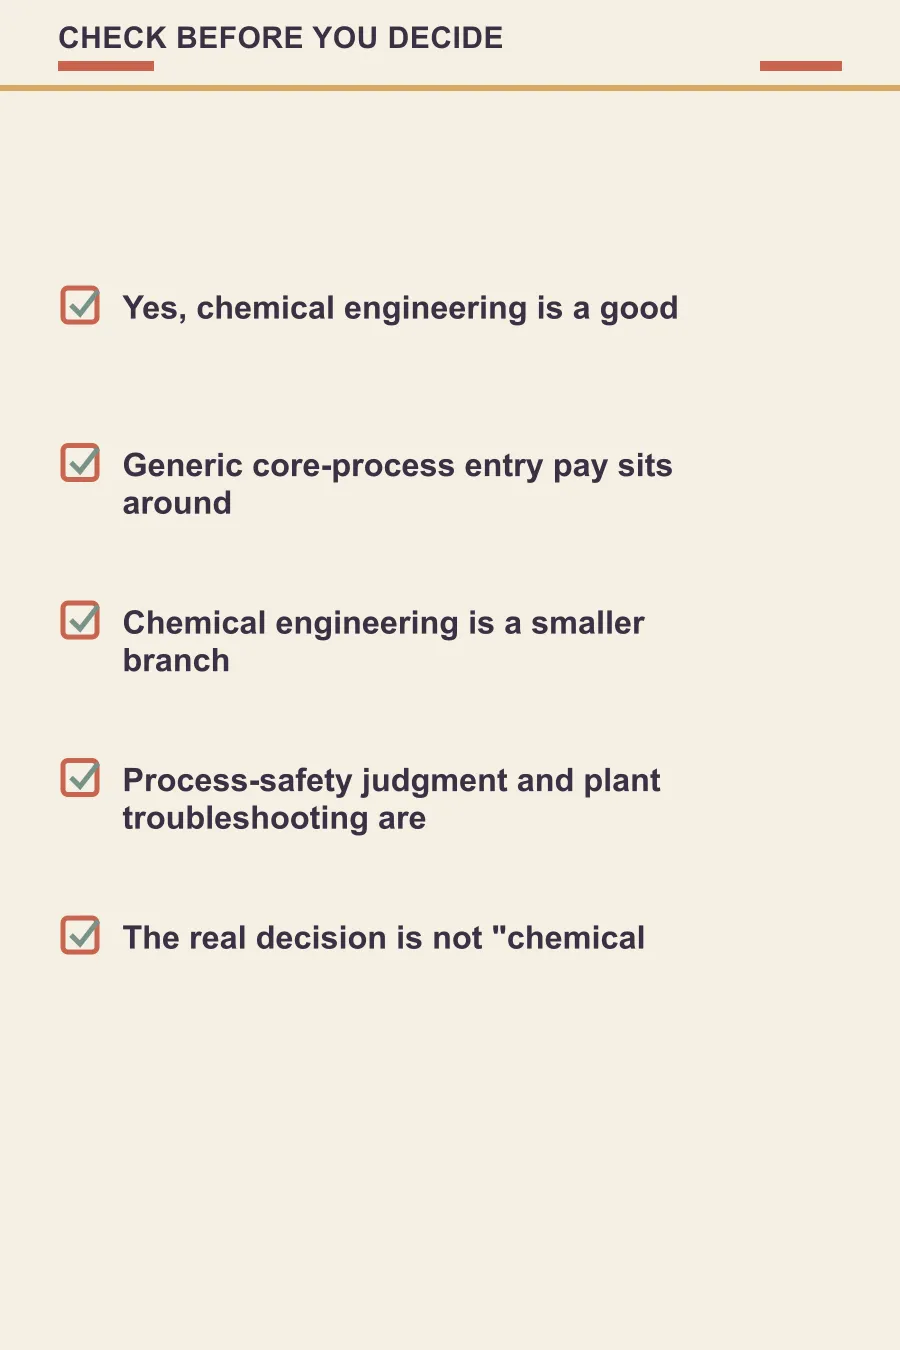 CHECK BEFORE YOU DECIDE
Yes, chemical engineering is a good
Generic core-process entry pay sits
around
Chemical engineering is a smaller
branch
Process-safety judgment and plant
troubleshooting are
The real decision is not "chemical